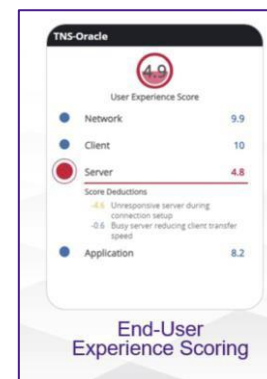 TNS-Oracle
4.9
User Experience Score
Network 9.9
Client 10
Server 4.8
Score Deductions
-4.6 Unresponsive server during
connection setup
-0.6 Busy server reducing client transfer
speed
Application 8.2
End-User
Experience Scoring